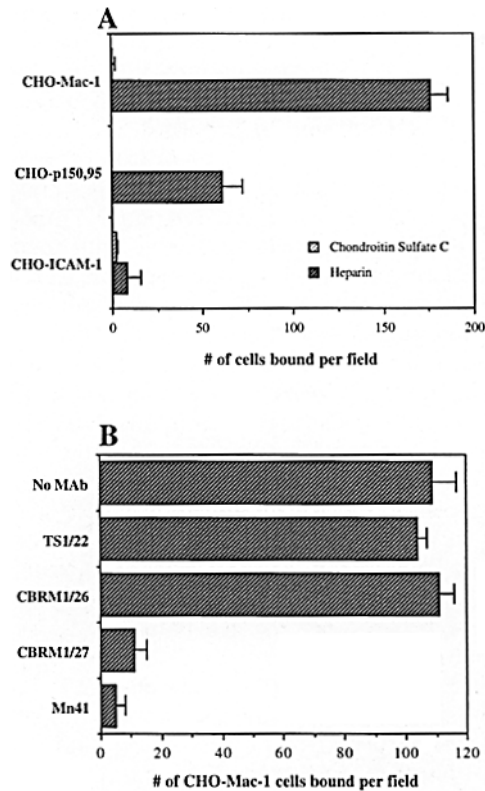 A
CHO-Mac-1
CHO-p150,95
CHO-ICAM-1
Chondroitin Sulfate C
Heparin
0 50 100 150 200
# of cells bound per field
B
No MAb
TS1/22
CBRM1/26
CBRM1/27
Mn41
0 20 40 60 80 100 120
# of CHO-Mac-1 cells bound per field